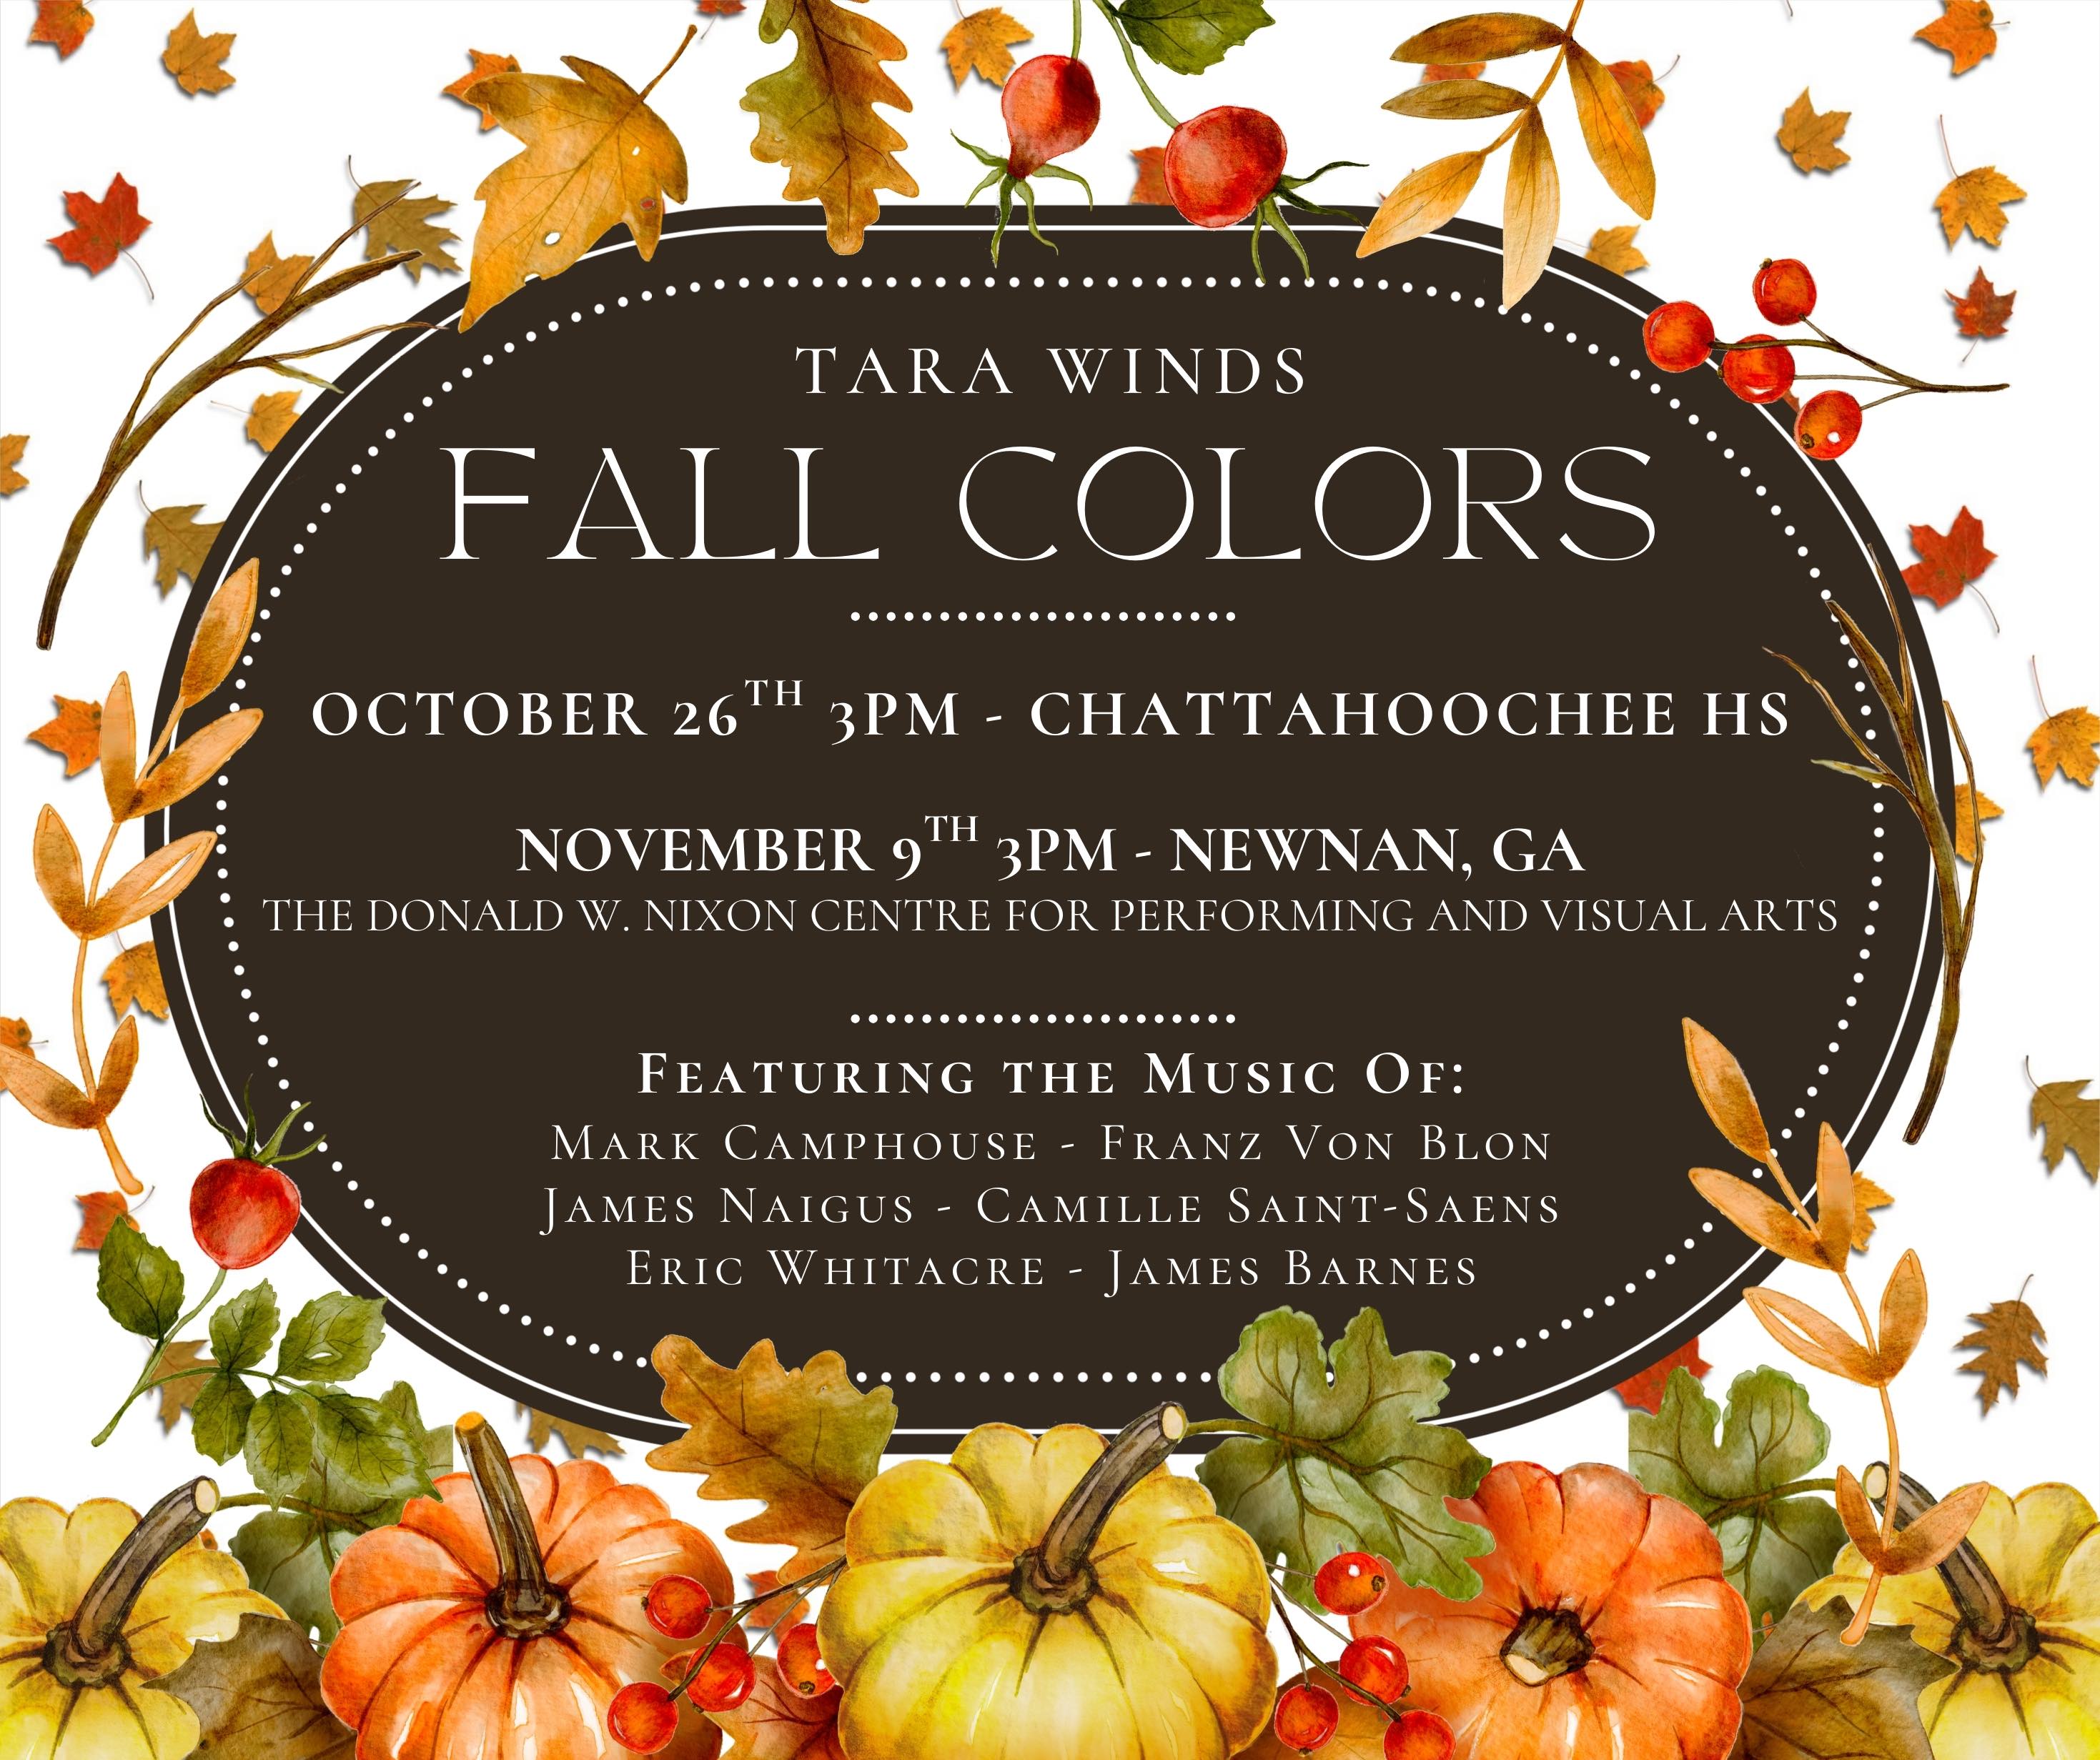 TARA WINDS
FALL COLORS
OCTOBER 26TH 3PM - CHATTAHOOCHEE HS
NOVEMBER 9TH 3PM - NEWNAN, GA
THE DONALD W. NIXON CENTRE FOR PERFORMING AND VISUAL ARTS
FEATURING THE MUSIC OF:
MARK CAMPHOUSE - FRANZ VON BLON
JAMES NAIGUS - CAMILLE SAINT-SAENS
ERIC WHITACRE - JAMES BARNES